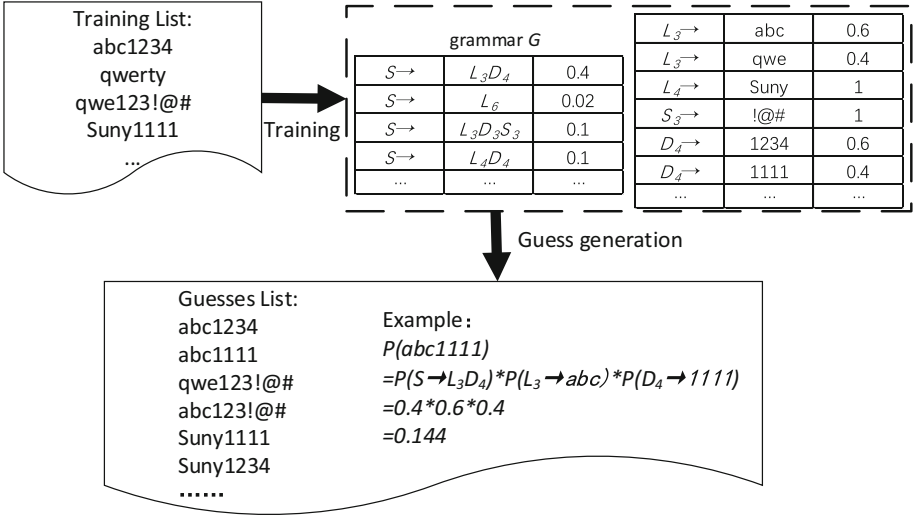 Training List:
abc1234
qwerty
qwe123!@#
Suny1111
...
Training
grammar G
S→ L3D4 0.4
S→ L6 0.02
S→ L3D3S3 0.1
S→ L4D4 0.1
... ... ...
L3→ abc 0.6
L3→ qwe 0.4
L4→ Suny 1
S3→ !@# 1
D4→ 1234 0.6
D4→ 1111 0.4
... ... ...
Guess generation
Guesses List:
abc1234
abc1111
qwe123!@#
abc123!@#
Suny1111
Suny1234
......
Example：
P(abc1111)
=P(S→L3D4)*P(L3→abc）*P(D4→1111)
=0.4*0.6*0.4
=0.144